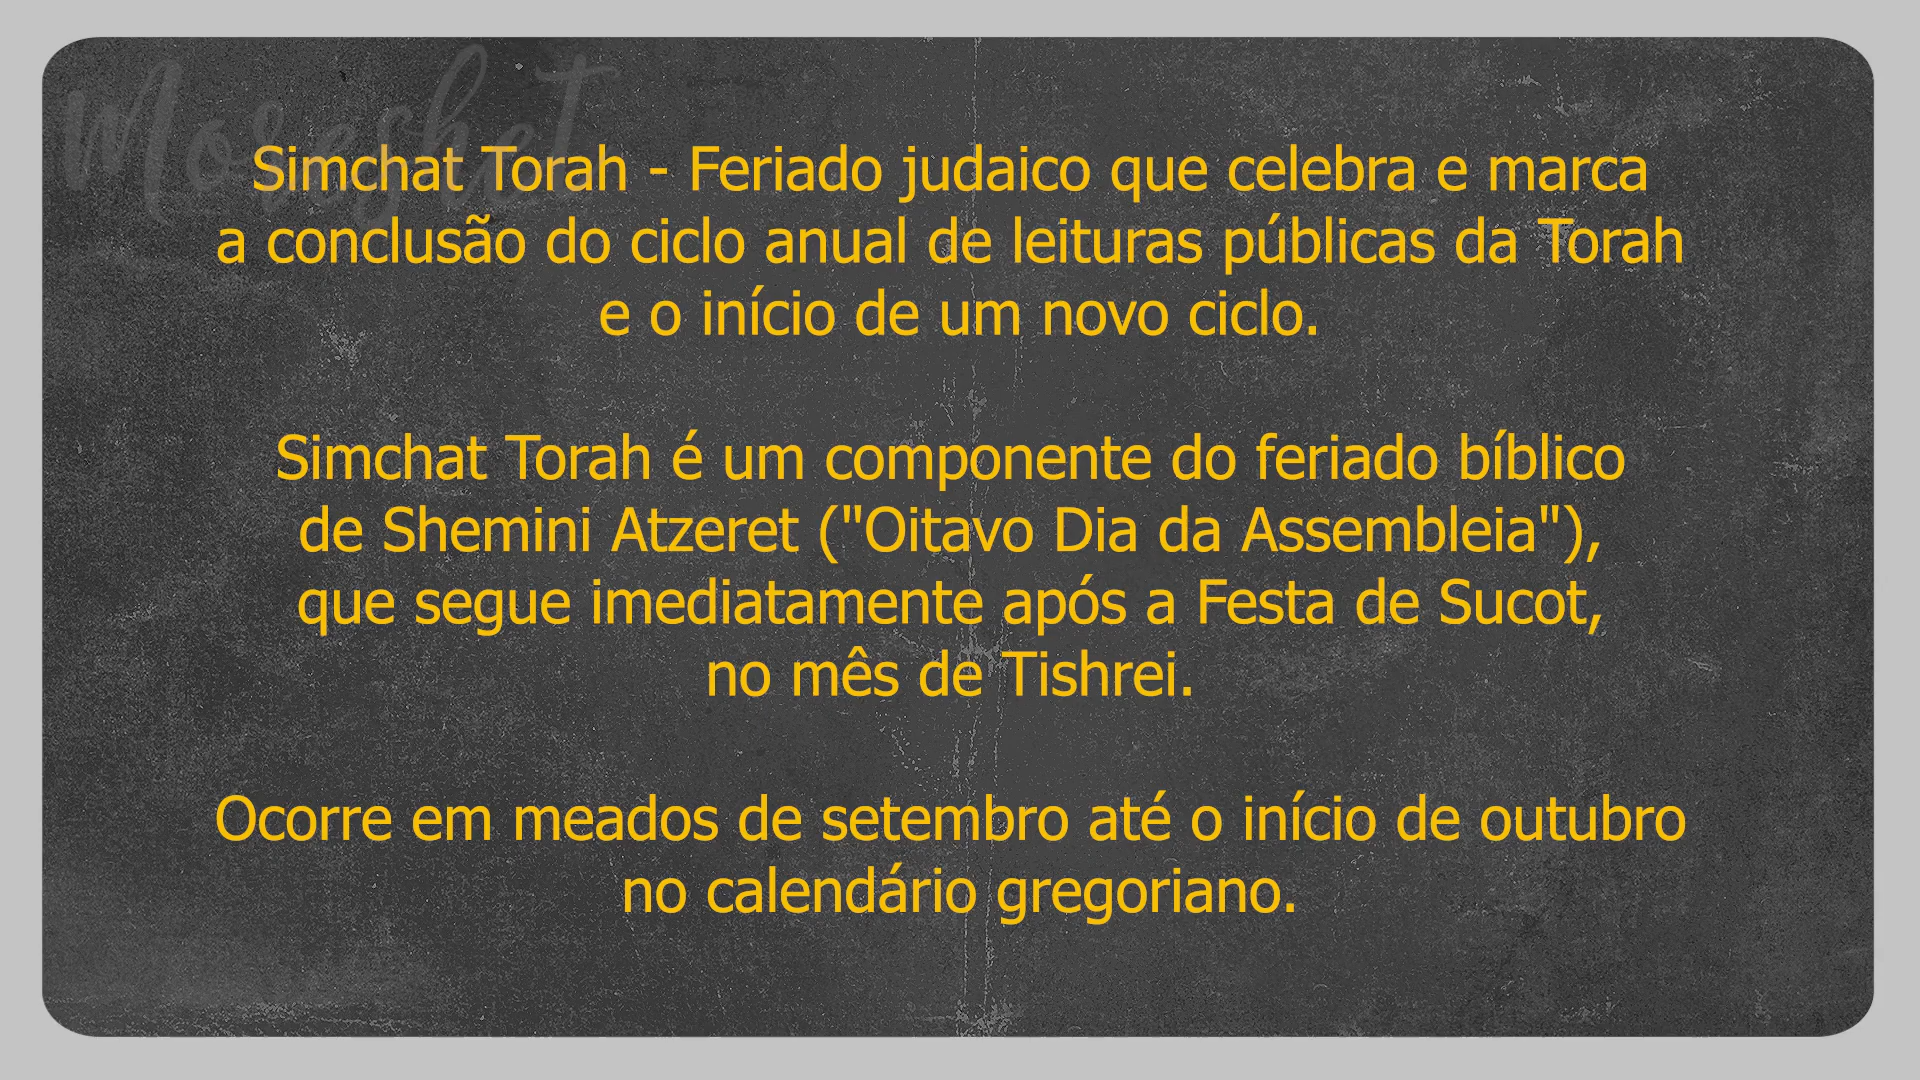 Moreshet
Simchat Torah - Feriado judaico que celebra e marca
a conclusão do ciclo anual de leituras públicas da Torah
e o início de um novo ciclo.
Simchat Torah é um componente do feriado bíblico
de Shemini Atzeret ("Oitavo Dia da Assembleia"),
que segue imediatamente após a Festa de Sucot,
no mês de Tishrei.
Ocorre em meados de setembro até o início de outubro
no calendário gregoriano.